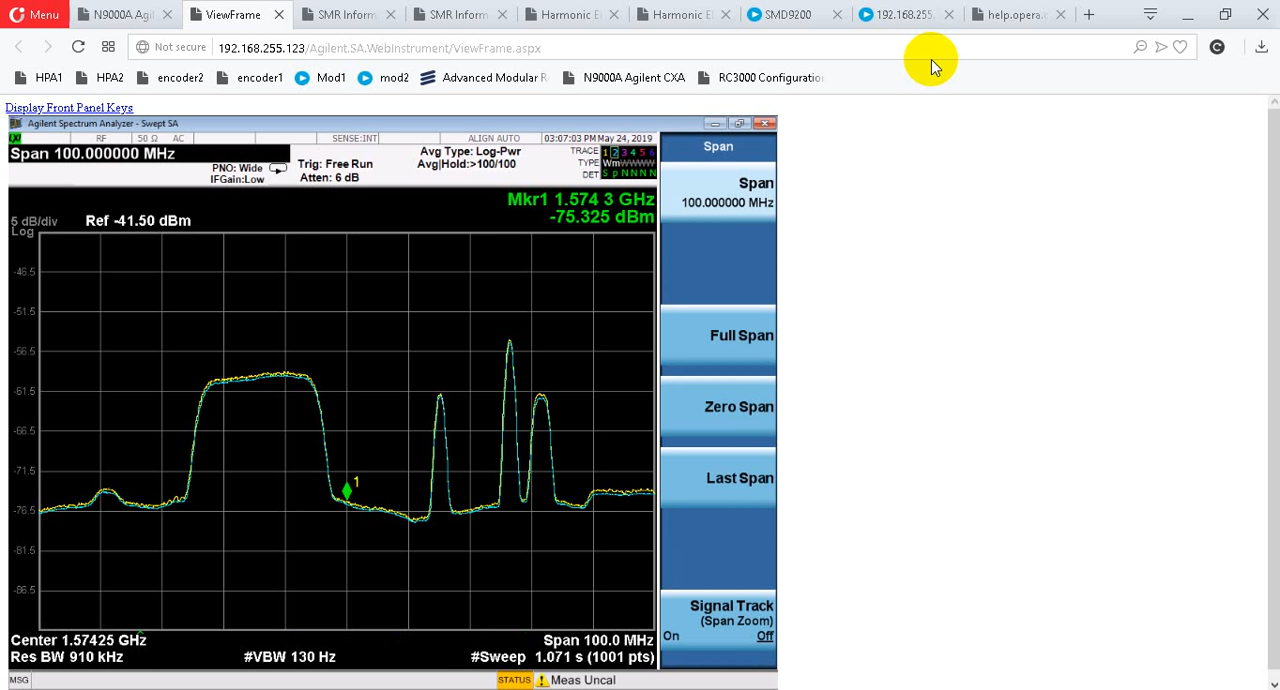 Menu
N9000A Agil
ViewFrame
SMR Inform
SMR Inform
Harmonic E
Harmonic E
SMD9200
192.168.255.
help.opera.
Not secure
192.168.255.123/Agilent.SA.WebInstrument/ViewFrame.aspx
HPA1
HPA2
encoder2
encoder1
Mod1
mod2
Advanced Modular R
N9000A Agilent CXA
RC3000 Configuratio
Display Front Panel Keys
Agilent Spectrum Analyzer - Swept SA
RF
50 Ω
AC
SENSE:INT
ALIGN AUTO
03:07:03 PM May 24, 2019
Span 100.000000 MHz
PNO: Wide
IFGain:Low
Trig: Free Run
Atten: 6 dB
Avg Type: Log-Pwr
Avg|Hold:>100/100
TRACE 1 2 3 4 5 6
TYPE
DET S p N N N N
Mkr1 1.574 3 GHz
-75.325 dBm
5 dB/div
Log
Ref -41.50 dBm
-46.5
-51.5
-56.5
-61.5
-66.5
-71.5
-76.5
-81.5
-86.5
1
Center 1.57425 GHz
Span 100.0 MHz
Res BW 910 kHz
#VBW 130 Hz
#Sweep 1.071 s (1001 pts)
MSG
STATUS
Meas Uncal
Span
Span
100.000000 MHz
Full Span
Zero Span
Last Span
Signal Track
(Span Zoom)
On
Off